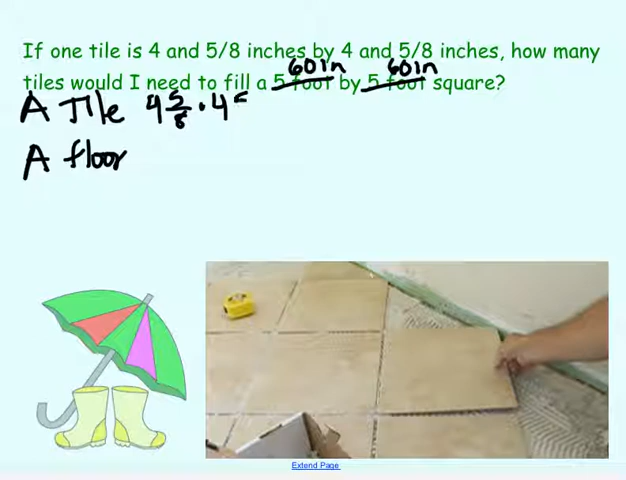 If one tile is 4 and 5/8 inches by 4 and 5/8 inches, how many
60in 60in
tiles would I need to fill a 5 foot by 5 foot square?
A Tile 4 5/8 · 4
A floor
Extend Page